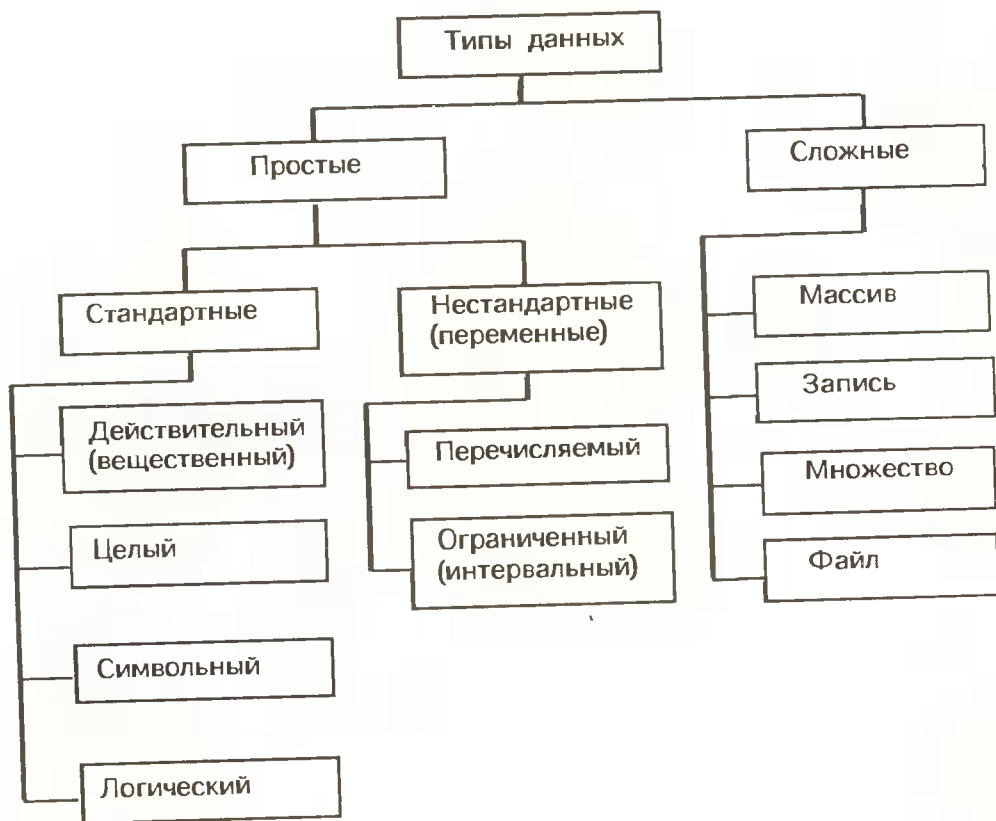 Типы данных
Простые
Сложные
Стандартные
Нестандартные
(переменные)
Действительный
(вещественный)
Целый
Символьный
Логический
Перечисляемый
Ограниченный
(интервальный)
Массив
Запись
Множество
Файл